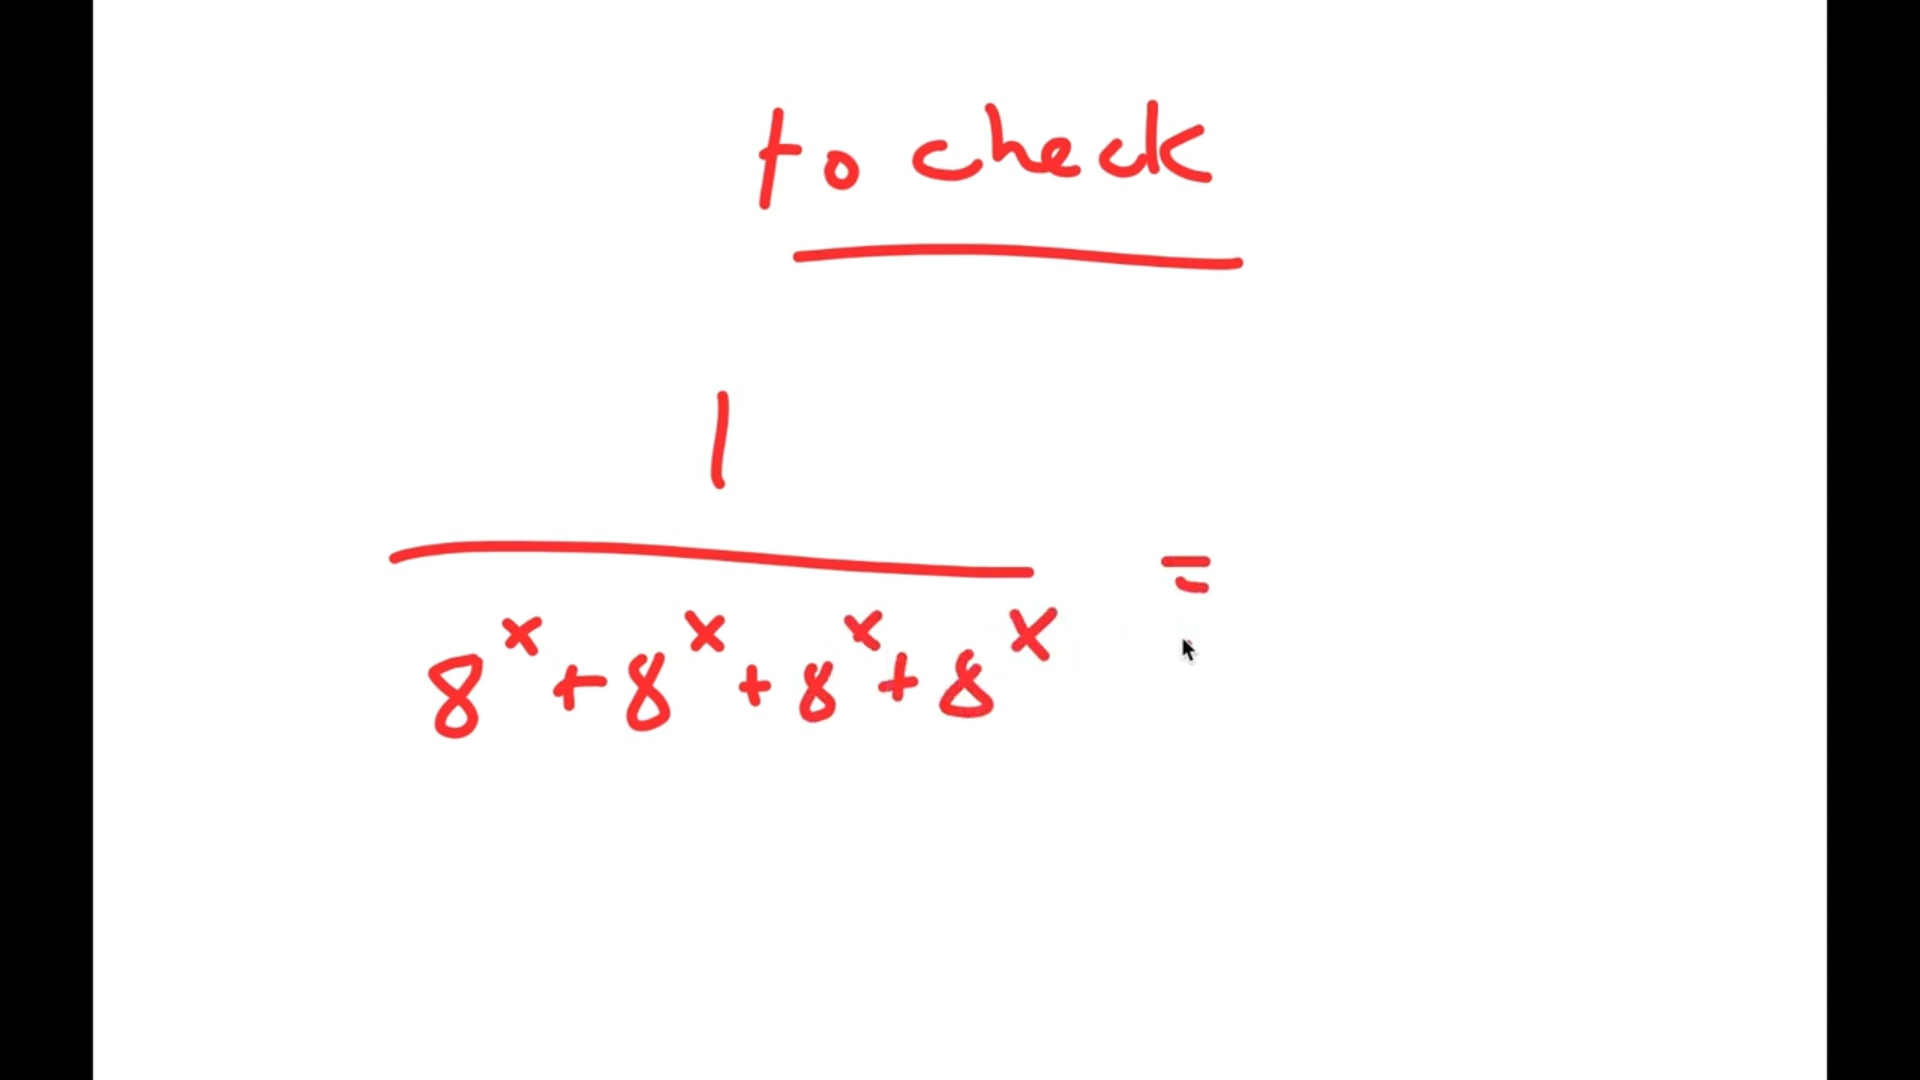 to check
1
8^x + 8^x + 8^x + 8^x =